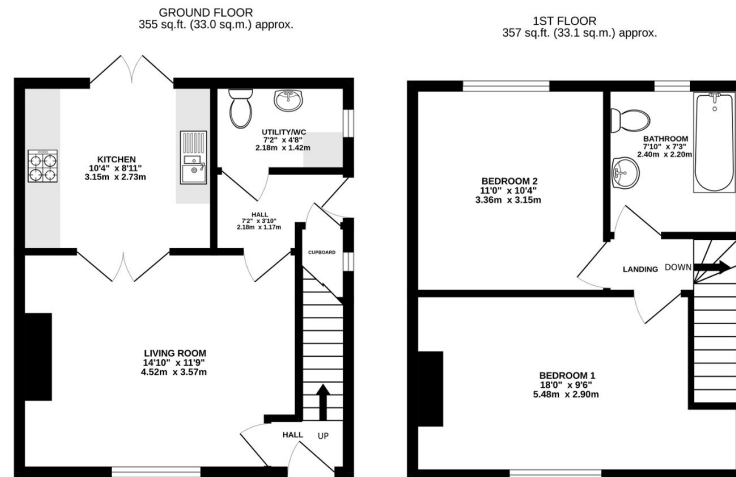 GROUND FLOOR
355 sq.ft. (33.0 sq.m.) approx.
KITCHEN
10'4" x 8'11"
3.15m x 2.73m
UTILITY/WC
7'2" x 4'8"
2.18m x 1.42m
HALL
7'2" x 3'10"
2.18m x 1.17m
CUPBOARD
LIVING ROOM
14'10" x 11'9"
4.52m x 3.57m
HALL
UP
1ST FLOOR
357 sq.ft. (33.1 sq.m.) approx.
BEDROOM 2
11'0" x 10'4"
3.36m x 3.15m
BATHROOM
7'10" x 7'3"
2.40m x 2.20m
LANDING
DOWN
BEDROOM 1
18'0" x 9'6"
5.48m x 2.90m